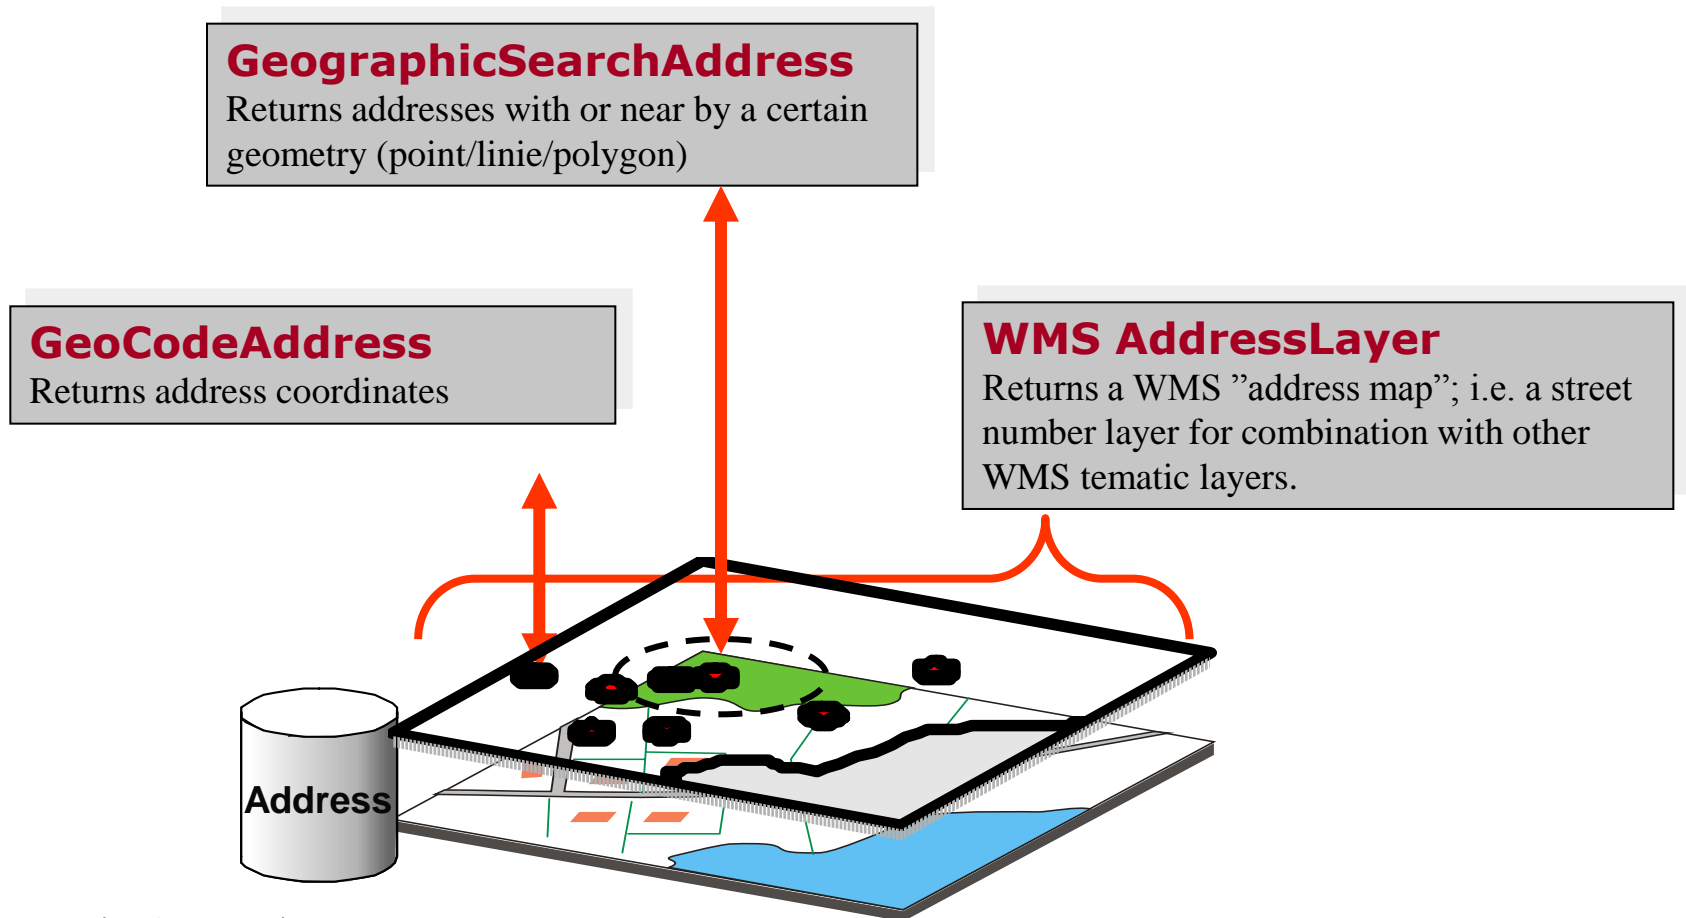 GeographicSearchAddress
Returns addresses with or near by a certain
geometry (point/linie/polygon)
GeoCodeAddress
Returns address coordinates
WMS AddressLayer
Returns a WMS ”address map”; i.e. a street
number layer for combination with other
WMS tematic layers.
Address